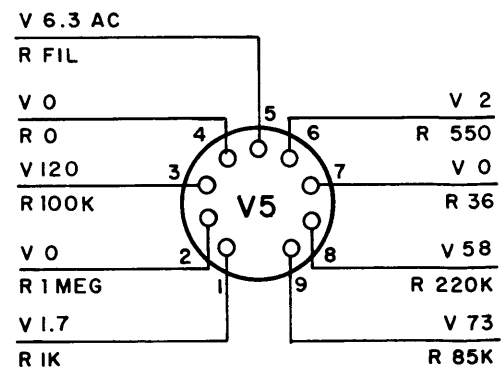 V 6.3 AC
R FIL
V 0
R 0
V 120
R 100K
V 0
R 1 MEG
V 1.7
R 1K
4
5
6
3
7
V5
2
8
1
9
V 2
R 550
V 0
R 36
V 58
R 220K
V 73
R 85K